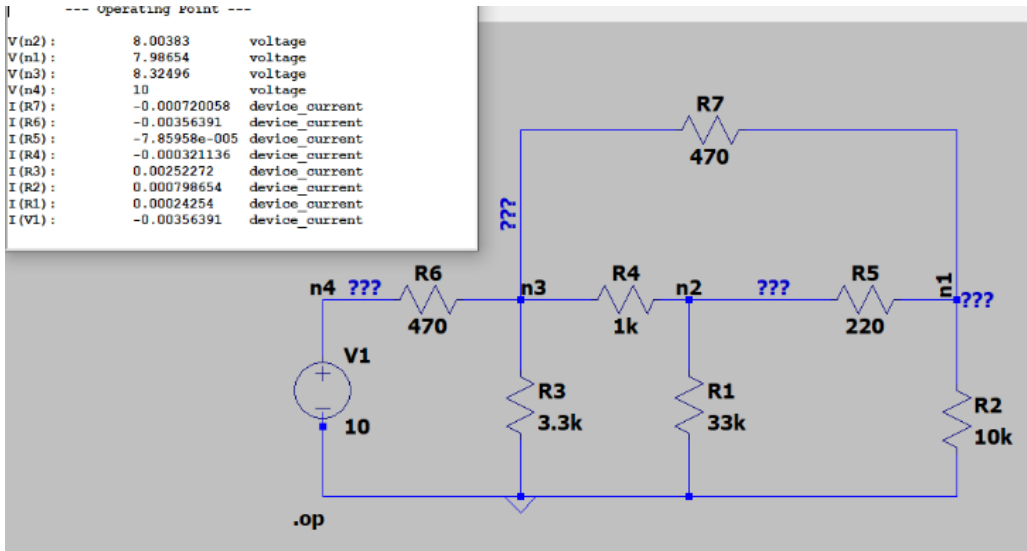 --- Operating Point ---
V(n2): 8.00383 voltage
V(n1): 7.98654 voltage
V(n3): 8.32496 voltage
V(n4): 10 voltage
I(R7): -0.000720058 device_current
I(R6): -0.00356391 device_current
I(R5): -7.85958e-005 device_current
I(R4): -0.000321136 device_current
I(R3): 0.00252272 device_current
I(R2): 0.000798654 device_current
I(R1): 0.00024254 device_current
I(V1): -0.00356391 device_current
R7
470
???
n4 ??? R6 n3 R4 n2 ??? R5 n1 ???
470 1k 220
V1
10
R3
3.3k
R1
33k
R2
10k
.op